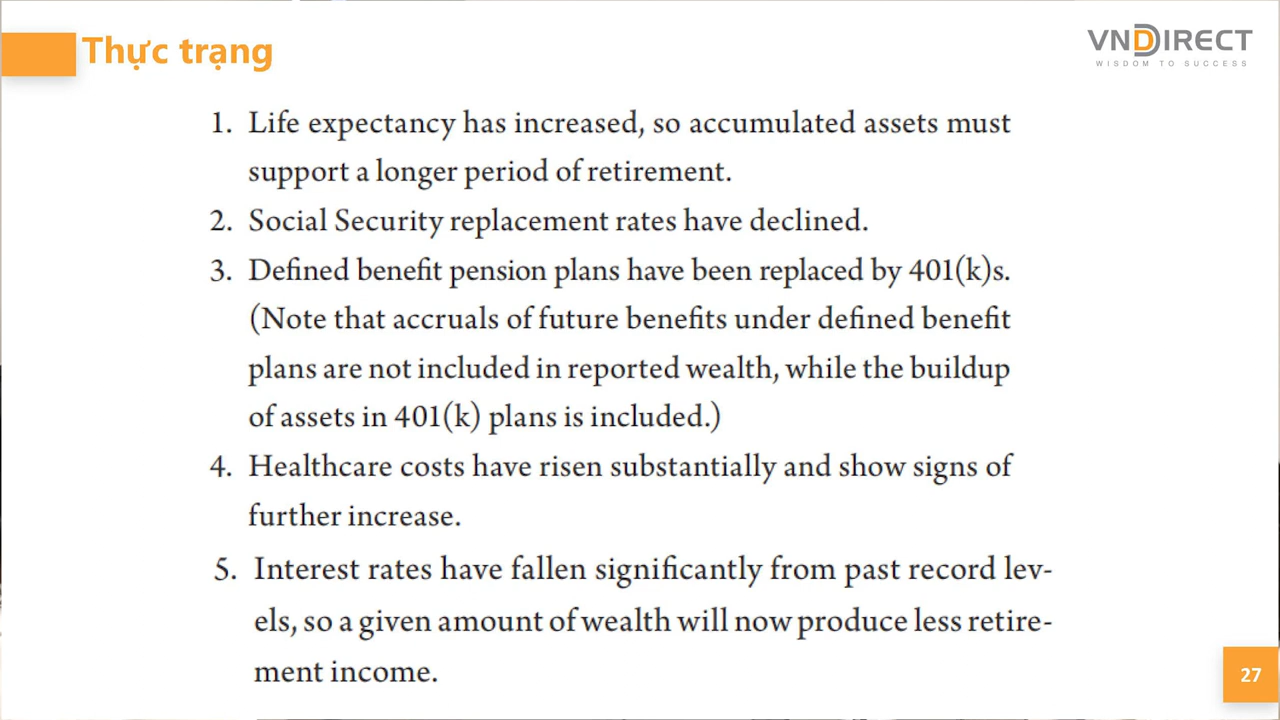 Thực trạng
VNDIRECT
WISDOM TO SUCCESS
1. Life expectancy has increased, so accumulated assets must
support a longer period of retirement.
2. Social Security replacement rates have declined.
3. Defined benefit pension plans have been replaced by 401(k)s.
(Note that accruals of future benefits under defined benefit
plans are not included in reported wealth, while the buildup
of assets in 401(k) plans is included.)
4. Healthcare costs have risen substantially and show signs of
further increase.
5. Interest rates have fallen significantly from past record lev-
els, so a given amount of wealth will now produce less retire-
ment income.
27